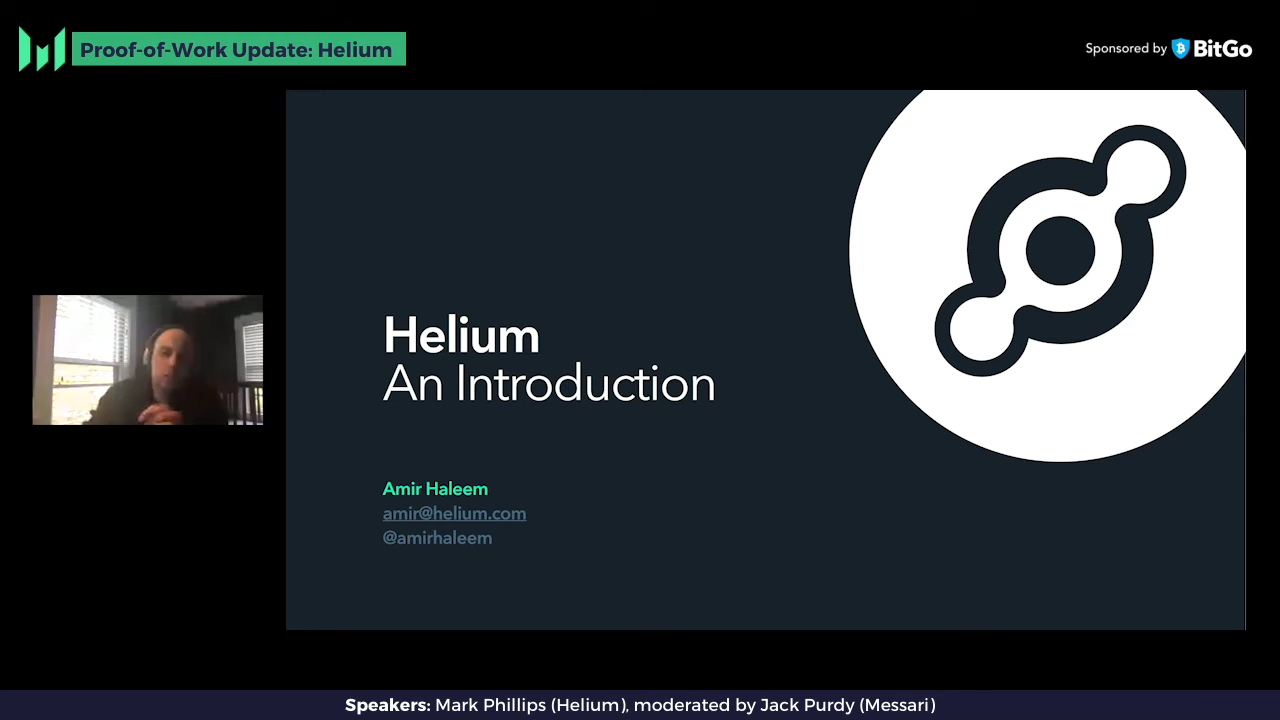 Proof-of-Work Update: Helium
Sponsored by BitGo
Helium
An Introduction
Amir Haleem
amir@helium.com
@amirhaleem
Speakers: Mark Phillips (Helium), moderated by Jack Purdy (Messari)